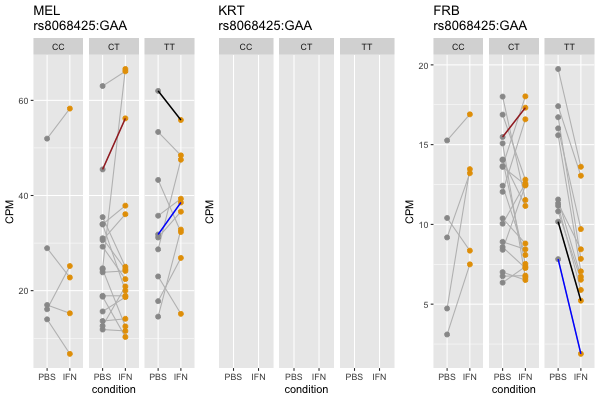 MEL
rs8068425:GAA
CC CT TT
CPM
60
40
20
PBS IFN PBS IFN PBS IFN
condition
KRT
rs8068425:GAA
CC CT TT
CPM
PBS IFN PBS IFN PBS IFN
condition
FRB
rs8068425:GAA
CC CT TT
CPM
20
15
10
5
PBS IFN PBS IFN PBS IFN
condition